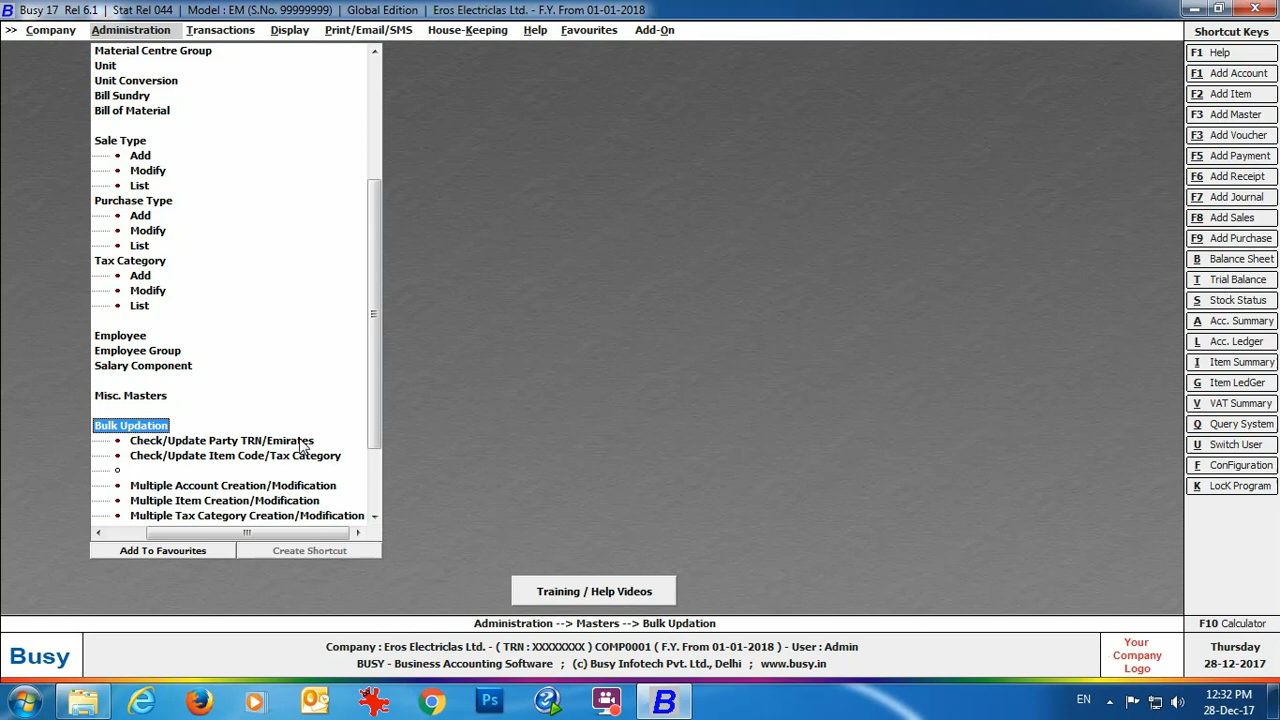 Busy 17 Rel 6.1 | Stat Rel 044 | Model : EM (S.No. 99999999) | Global Edition | Eros Electriclas Ltd. - F.Y. From 01-01-2018
>> Company Administration Transactions Display Print/Email/SMS House-Keeping Help Favourites Add-On
Shortcut Keys
Material Centre Group
Unit
Unit Conversion
Bill Sundry
Bill of Material
Sale Type
Add
Modify
List
Purchase Type
Add
Modify
List
Tax Category
Add
Modify
List
Employee
Employee Group
Salary Component
Misc. Masters
Bulk Updation
Check/Update Party TRN/Emirates
Check/Update Item Code/Tax Category
Multiple Account Creation/Modification
Multiple Item Creation/Modification
Multiple Tax Category Creation/Modification
Add To Favourites
Create Shortcut
F1 Help
F1 Add Account
F2 Add Item
F3 Add Master
F3 Add Voucher
F5 Add Payment
F6 Add Receipt
F7 Add Journal
F8 Add Sales
F9 Add Purchase
B Balance Sheet
T Trial Balance
S Stock Status
A Acc. Summary
L Acc. Ledger
I Item Summary
G Item LedGer
V VAT Summary
Q Query System
U Switch User
F ConFiguration
K LocK Program
Training / Help Videos
Administration --> Masters --> Bulk Updation
F10 Calculator
Busy
Company : Eros Electriclas Ltd. - ( TRN : XXXXXXXX ) COMP0001 ( F.Y. From 01-01-2018 ) - User : Admin
BUSY - Business Accounting Software ; (c) Busy Infotech Pvt. Ltd., Delhi ; www.busy.in
Your
Company
Logo
Thursday
28-12-2017
EN
12:32 PM
28-Dec-17